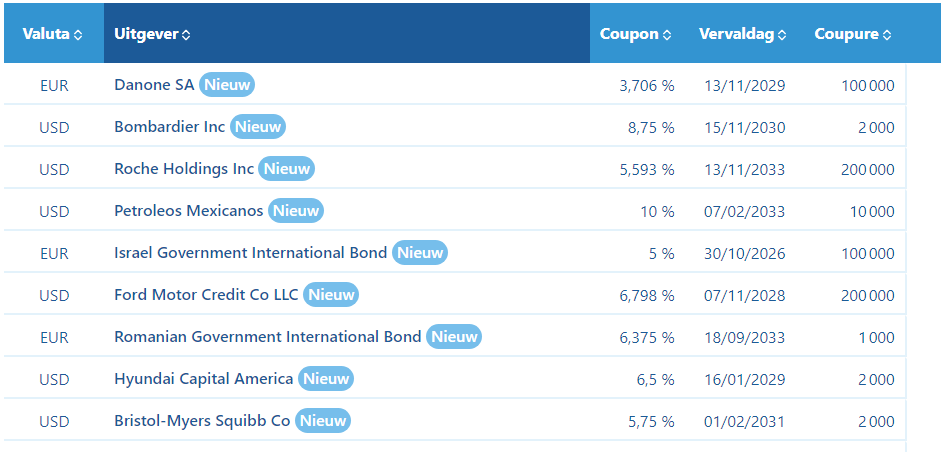 Valuta Uitgever Coupon Vervaldag Coupure
EUR Danone SA Nieuw 3,706 % 13/11/2029 100 000
USD Bombardier Inc Nieuw 8,75 % 15/11/2030 2 000
USD Roche Holdings Inc Nieuw 5,593 % 13/11/2033 200 000
USD Petroleos Mexicanos Nieuw 10 % 07/02/2033 10 000
EUR Israel Government International Bond Nieuw 5 % 30/10/2026 100 000
USD Ford Motor Credit Co LLC Nieuw 6,798 % 07/11/2028 200 000
EUR Romanian Government International Bond Nieuw 6,375 % 18/09/2033 1 000
USD Hyundai Capital America Nieuw 6,5 % 16/01/2029 2 000
USD Bristol-Myers Squibb Co Nieuw 5,75 % 01/02/2031 2 000